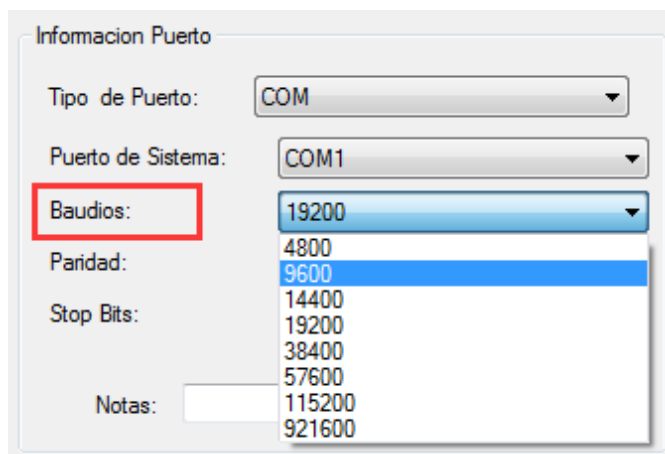 Informacion Puerto
Tipo de Puerto: COM
Puerto de Sistema: COM1
Baudios: 19200
4800
Paridad:
9600
14400
Stop Bits:
19200
38400
57600
Notas:
115200
921600